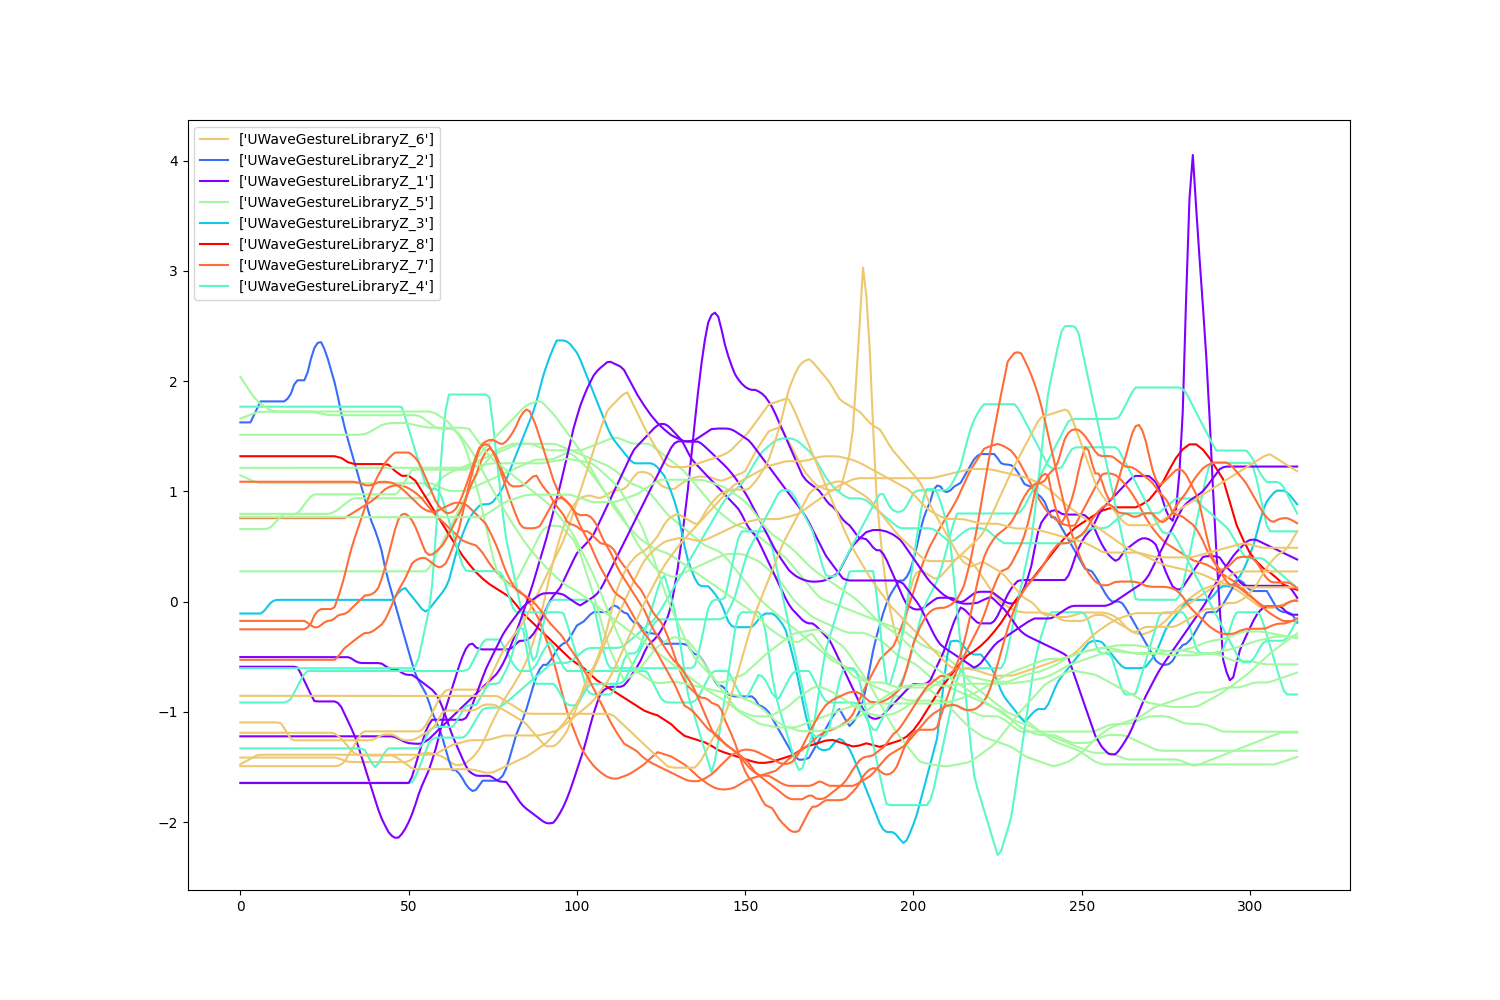 ['UWaveGestureLibraryZ_6']
['UWaveGestureLibraryZ_2']
['UWaveGestureLibraryZ_1']
['UWaveGestureLibraryZ_5']
['UWaveGestureLibraryZ_3']
['UWaveGestureLibraryZ_8']
['UWaveGestureLibraryZ_7']
['UWaveGestureLibraryZ_4']
4
3
2
1
0
−1
−2
0 50 100 150 200 250 300